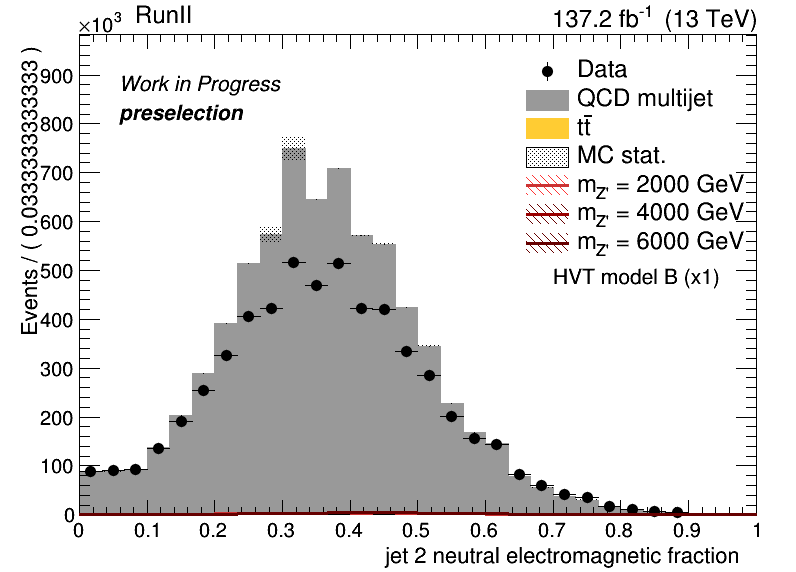 ×10³ RunII 137.2 fb⁻¹ (13 TeV)
Work in Progress
preselection
Data
QCD multijet
tt̄
MC stat.
m_Z' = 2000 GeV
m_Z' = 4000 GeV
m_Z' = 6000 GeV
HVT model B (x1)
Events / ( 0.0333333333333333 )
900
800
700
600
500
400
300
200
100
0
0 0.1 0.2 0.3 0.4 0.5 0.6 0.7 0.8 0.9 1
jet 2 neutral electromagnetic fraction